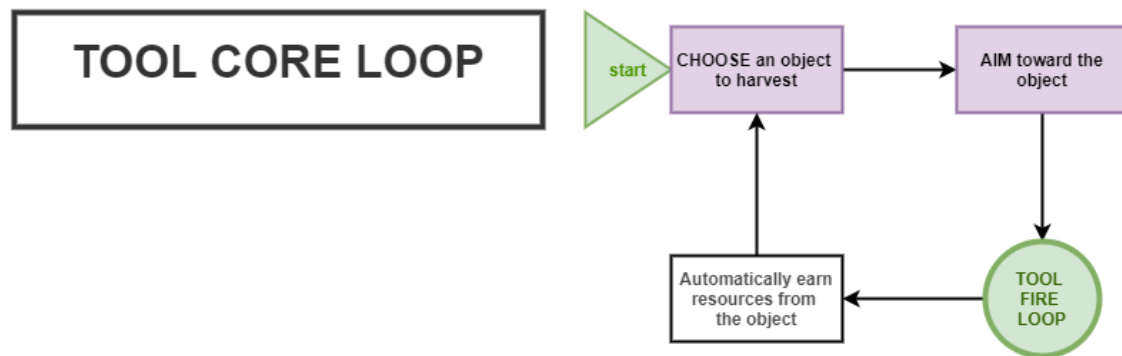 TOOL CORE LOOP
start
CHOOSE an object
to harvest
AIM toward the
object
TOOL
FIRE
LOOP
Automatically earn
resources from
the object